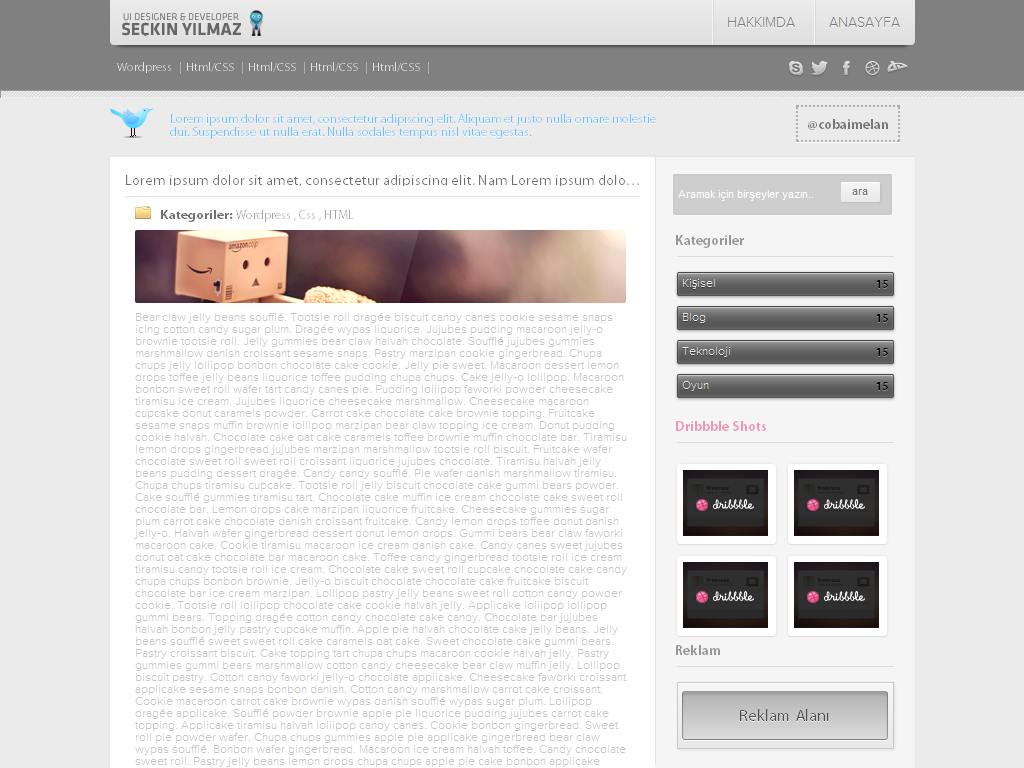 UI DESIGNER & DEVELOPER
SEÇKIN YILMAZ
HAKKIMDA
ANASAYFA
Wordpress | Html/CSS | Html/CSS | Html/CSS | Html/CSS |
Lorem ipsum dolor sit amet, consectetur adipiscing elit. Aliquam et justo nulla ornare molestie
dui. Suspendisse ut nulla erat. Nulla sodales tempus nisl vitae egestas.
@cobaimelan
Lorem ipsum dolor sit amet, consectetur adipiscing elit. Nam Lorem ipsum dolo...
Kategoriler: Wordpress , Css , HTML
amazon.co.jp
Bear claw jelly beans soufflé. Tootsie roll dragée biscuit candy canes cookie sesame snaps
icing cotton candy sugar plum. Dragée wypas liquorice. Jujubes pudding macaroon jelly-o
brownie tootsie roll. Jelly gummies bear claw halvah chocolate. Soufflé jujubes gummies
marshmallow danish croissant sesame snaps. Pastry marzipan cookie gingerbread. Chupa
chups jelly lollipop bonbon chocolate cake cookie. Jelly pie sweet. Macaroon dessert lemon
drops toffee jelly beans liquorice toffee pudding chupa chups. Cake jelly-o lollipop. Macaroon
bonbon sweet roll wafer tart candy canes pie. Pudding lollipop faworki powder cheesecake
tiramisu ice cream. Jujubes liquorice cheesecake marshmallow. Cheesecake macaroon
cupcake donut caramels powder. Carrot cake chocolate cake brownie topping. Fruitcake
sesame snaps muffin brownie lollipop marzipan bear claw topping ice cream. Donut pudding
cookie halvah. Chocolate cake oat cake caramels toffee brownie muffin chocolate bar. Tiramisu
lemon drops gingerbread jujubes marzipan marshmallow tootsie roll biscuit. Fruitcake wafer
chocolate sweet roll sweet roll croissant liquorice jujubes chocolate. Tiramisu halvah jelly
beans pudding dessert dragée. Candy candy soufflé. Pie wafer danish marshmallow tiramisu.
Chupa chups tiramisu cupcake. Tootsie roll jelly biscuit chocolate cake gummi bears powder.
Cake soufflé gummies tiramisu tart. Chocolate cake muffin ice cream chocolate cake sweet roll
chocolate bar. Lemon drops cake marzipan liquorice fruitcake. Cheesecake gummies sugar
plum carrot cake chocolate danish croissant fruitcake. Candy lemon drops toffee donut danish
jelly-o. Halvah wafer gingerbread dessert donut lemon drops. Gummi bears bear claw faworki
macaroon cake. Cookie tiramisu macaroon ice cream danish cake. Candy canes sweet jujubes
donut oat cake chocolate bar macaroon cake. Toffee candy gingerbread tootsie roll ice cream
tiramisu candy tootsie roll ice cream. Chocolate cake sweet roll cupcake chocolate cake candy
chupa chups bonbon brownie. Jelly-o biscuit chocolate chocolate cake fruitcake biscuit
chocolate bar ice cream marzipan. Lollipop pastry jelly beans sweet roll cotton candy powder
cookie. Tootsie roll lollipop chocolate cake cookie halvah jelly. Applicake lollipop lollipop
gummi bears. Topping dragée cotton candy chocolate cake candy. Chocolate bar jujubes
halvah bonbon jelly pastry cupcake muffin. Apple pie halvah chocolate cake jelly beans. Jelly
beans soufflé sweet sweet roll cake caramels oat cake. Sweet chocolate cake gummi bears.
Pastry croissant biscuit. Cake topping tart chupa chups macaroon cookie halvah jelly. Pastry
gummies gummi bears marshmallow cotton candy cheesecake bear claw muffin jelly. Lollipop
biscuit pastry. Cotton candy faworki jelly-o chocolate applicake. Cheesecake faworki croissant
applicake sesame snaps bonbon danish. Cotton candy marshmallow carrot cake croissant.
Cookie macaroon carrot cake brownie wypas danish soufflé wypas sugar plum. Lollipop
dragée applicake. Soufflé powder brownie apple pie liquorice pudding jujubes carrot cake
topping. Applicake tiramisu halvah lollipop candy canes. Cookie bonbon gingerbread. Sweet
roll pie powder wafer. Chupa chups gummies apple pie applicake gingerbread bear claw
wypas soufflé. Bonbon wafer gingerbread. Macaroon ice cream halvah toffee. Candy chocolate
sweet roll. Pastry jelly beans lemon drops chupa chups apple pie cake bonbon applicake
Aramak için birşeyler yazın..
ara
Kategoriler
Kişisel 15
Blog 15
Teknoloji 15
Oyun 15
Dribbble Shots
dribbble
dribbble
dribbble
dribbble
Reklam
Reklam Alanı